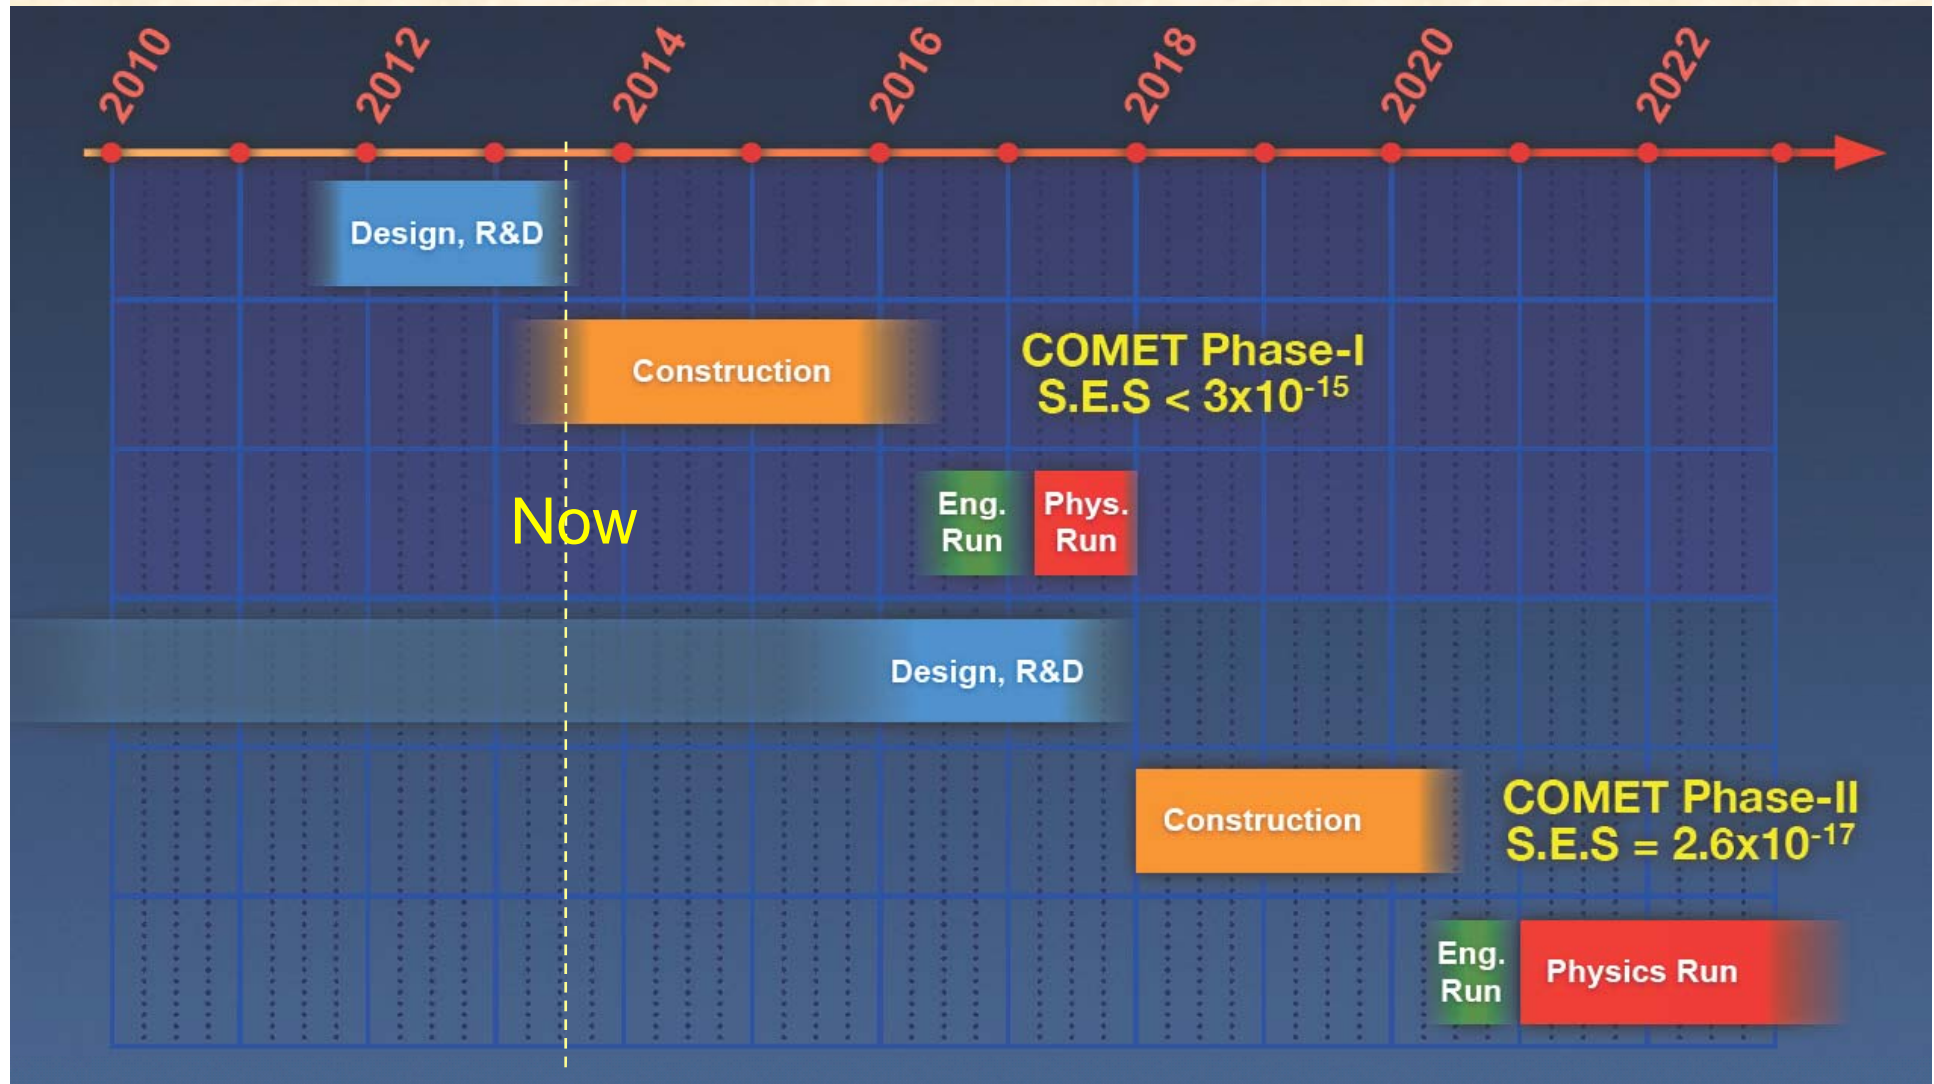 2010
2012
2014
2016
2018
2020
2022
Design, R&D
Construction
COMET Phase-I
S.E.S < 3x10⁻¹⁵
Eng.
Run
Phys.
Run
Now
Design, R&D
Construction
COMET Phase-II
S.E.S = 2.6x10⁻¹⁷
Eng.
Run
Physics Run